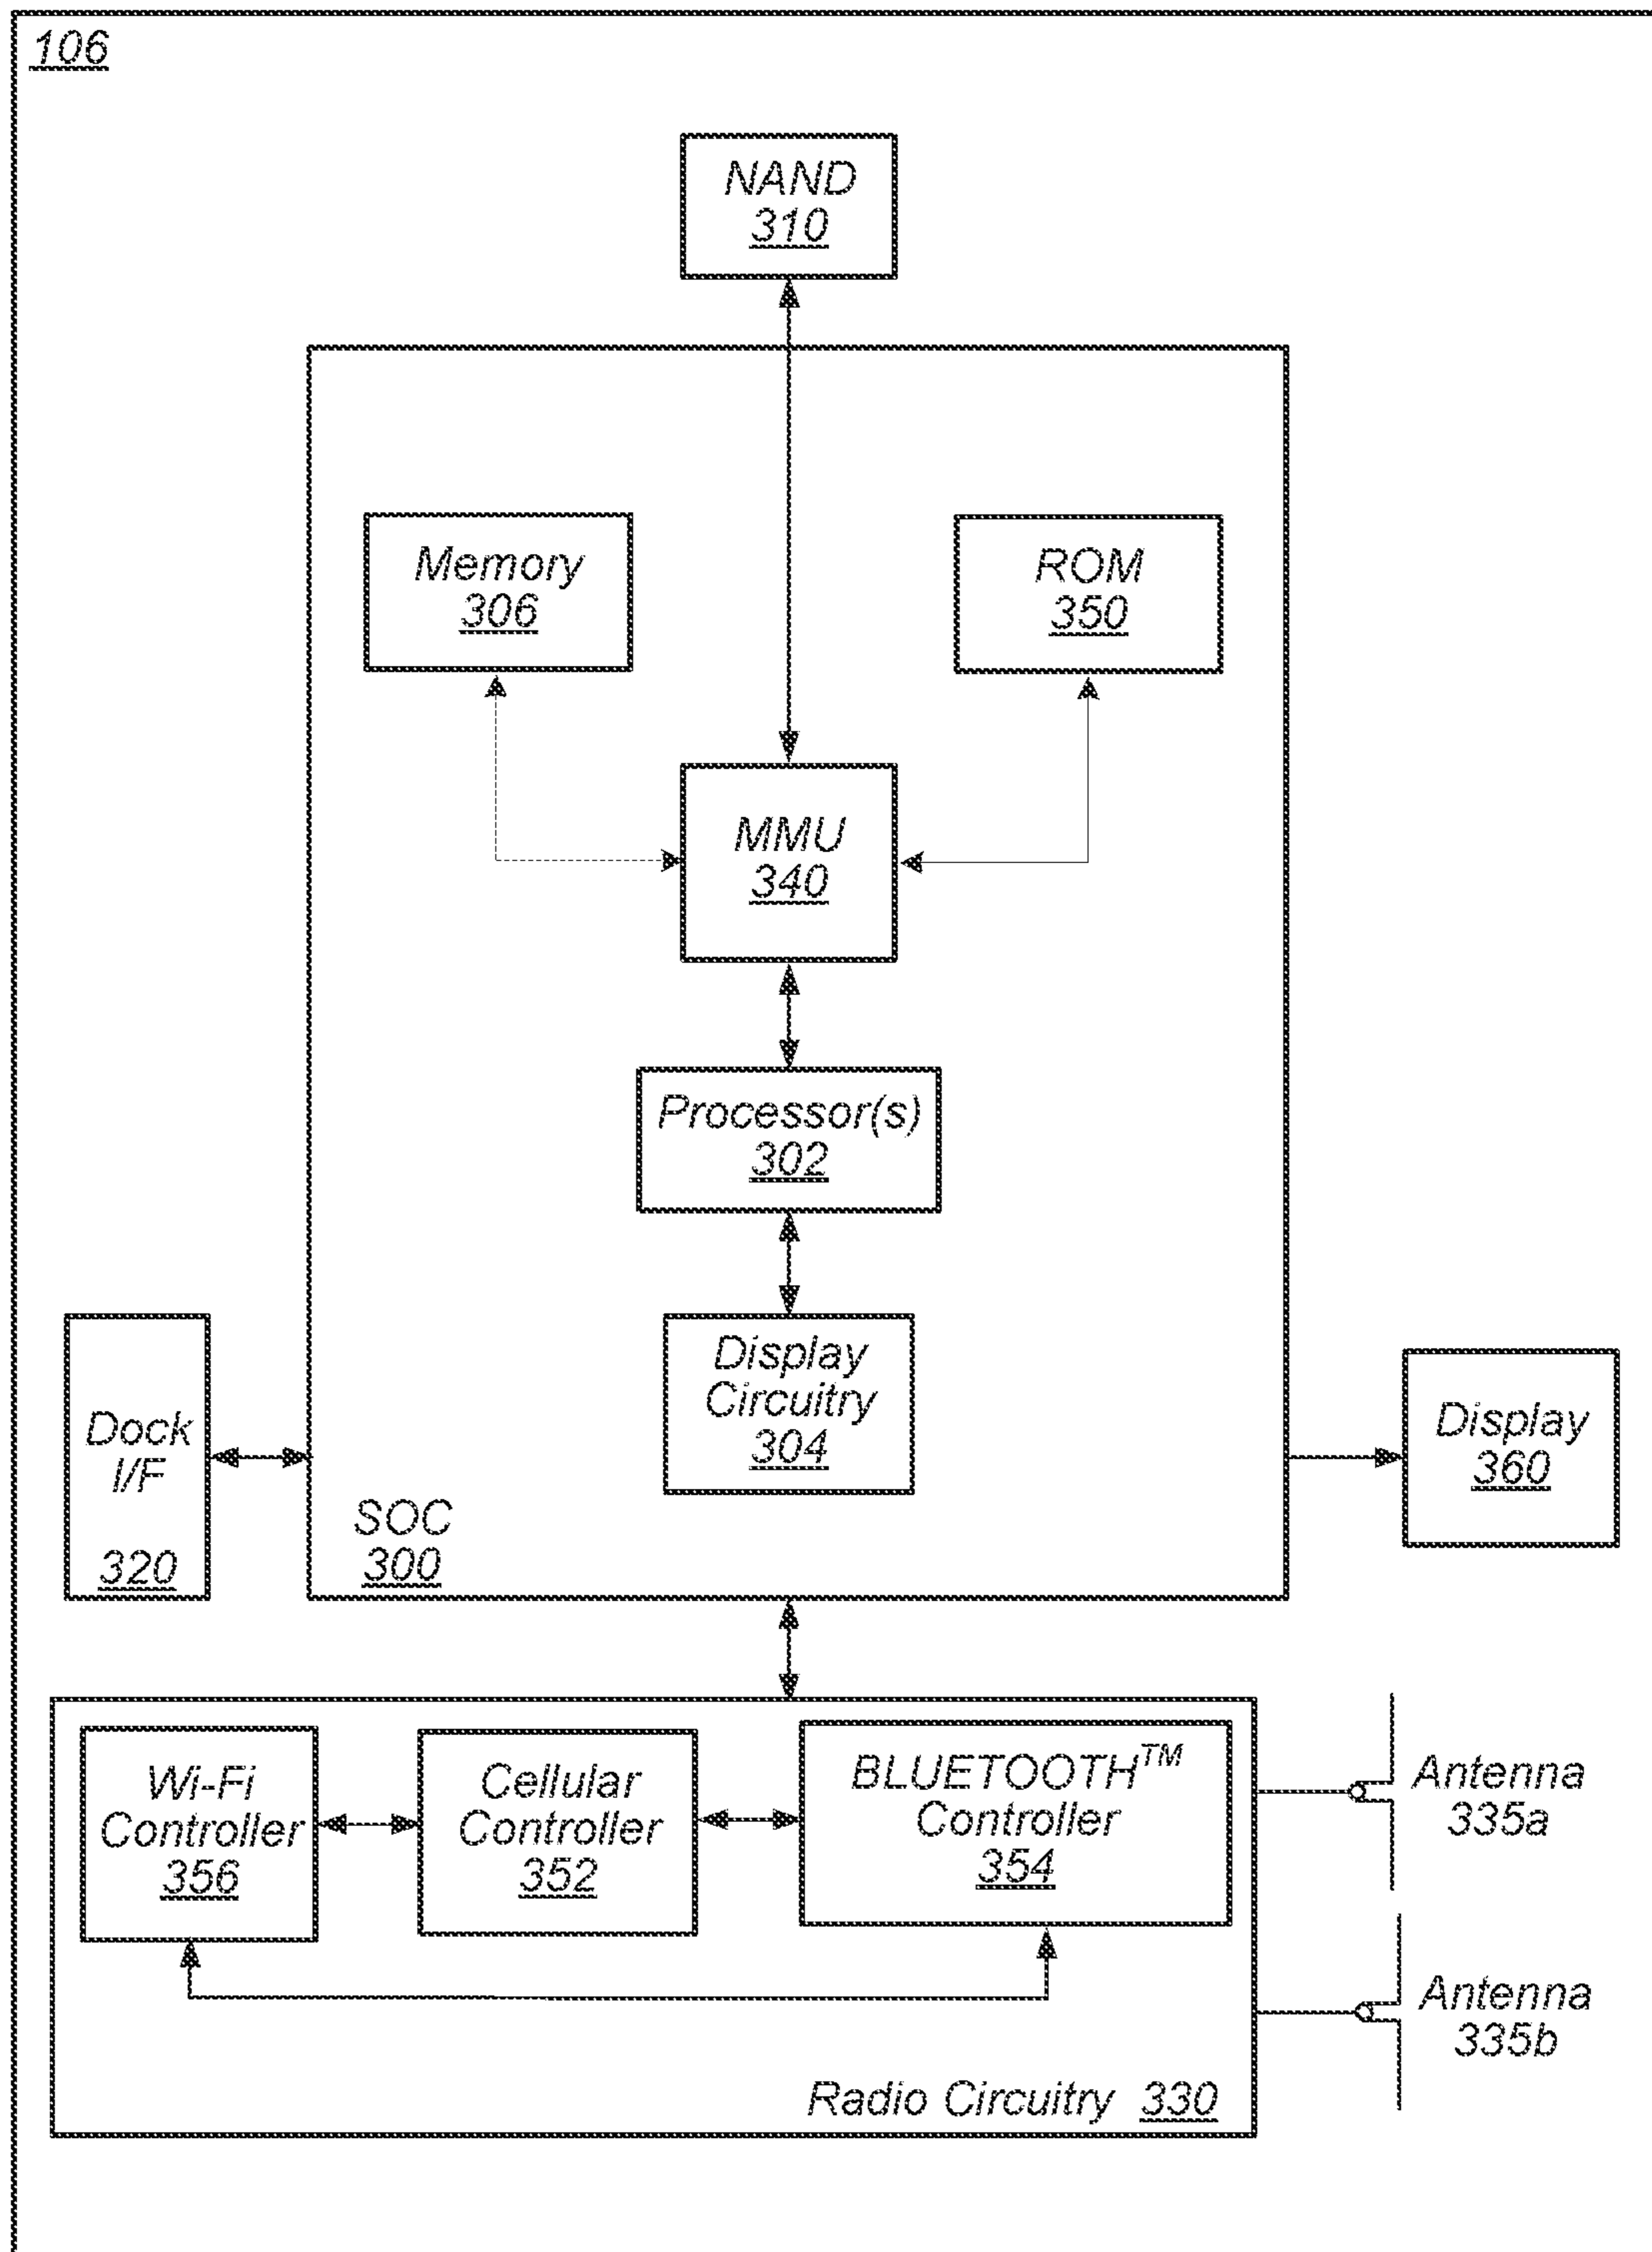 106
NAND
310
Memory
306
ROM
350
MMU
340
Processor(s)
302
Display
Circuitry
304
Dock
I/F
320
SOC
300
Display
360
Wi-Fi
Controller
356
Cellular
Controller
352
BLUETOOTH™
Controller
354
Antenna
335a
Antenna
335b
Radio Circuitry 330